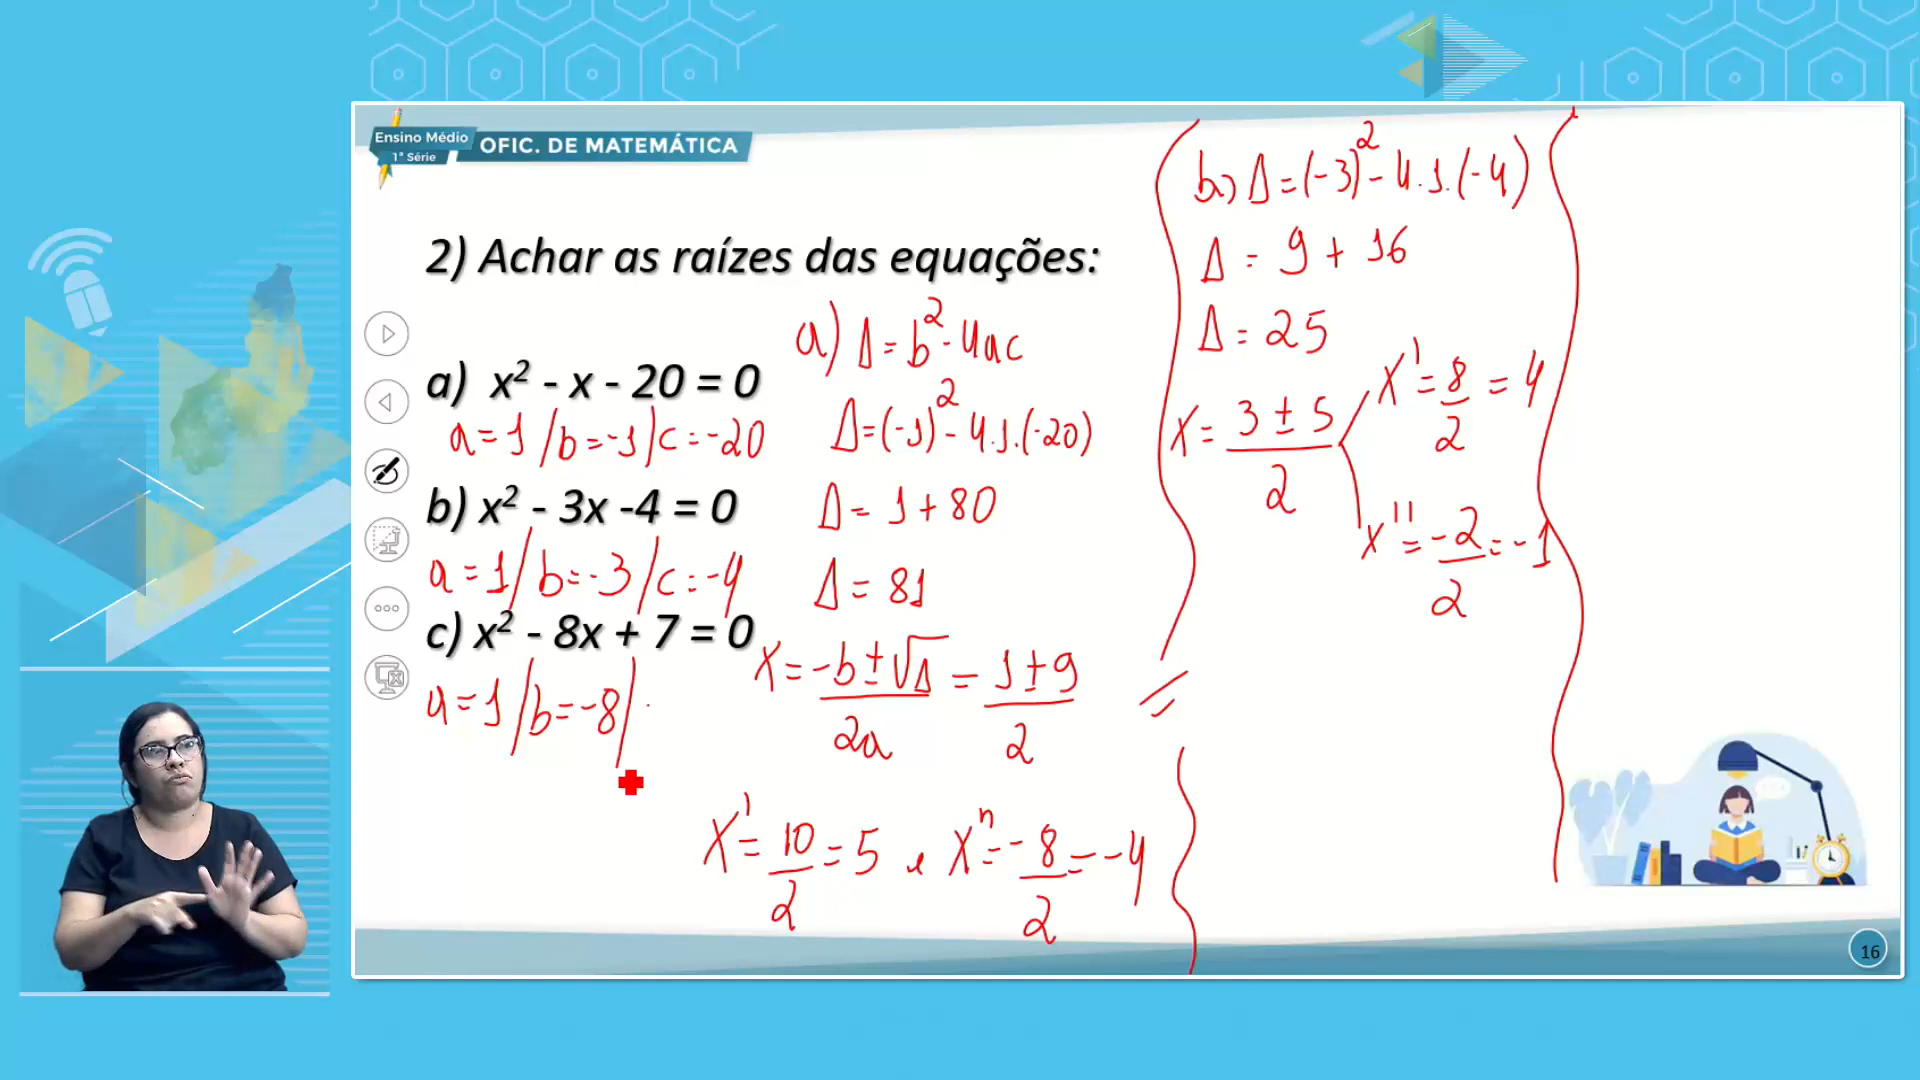 Ensino Médio
1ª Série
OFIC. DE MATEMÁTICA
2) Achar as raízes das equações:
a) x² - x - 20 = 0
a = 1 / b = -1 / c = -20
b) x² - 3x -4 = 0
a = 1 / b = -3 / c = -4
c) x² - 8x + 7 = 0
a = 1 / b = -8 /
a) Δ = b² - 4ac
Δ = (-1)² - 4.1.(-20)
Δ = 1 + 80
Δ = 81
x = (-b ± √Δ)/2a = (1 ± 9)/2
x' = 10/2 = 5 e x'' = -8/2 = -4
b) Δ = (-3)² - 4.1.(-4)
Δ = 9 + 16
Δ = 25
x = (3 ± 5)/2
x' = 8/2 = 4
x'' = -2/2 = -1
16